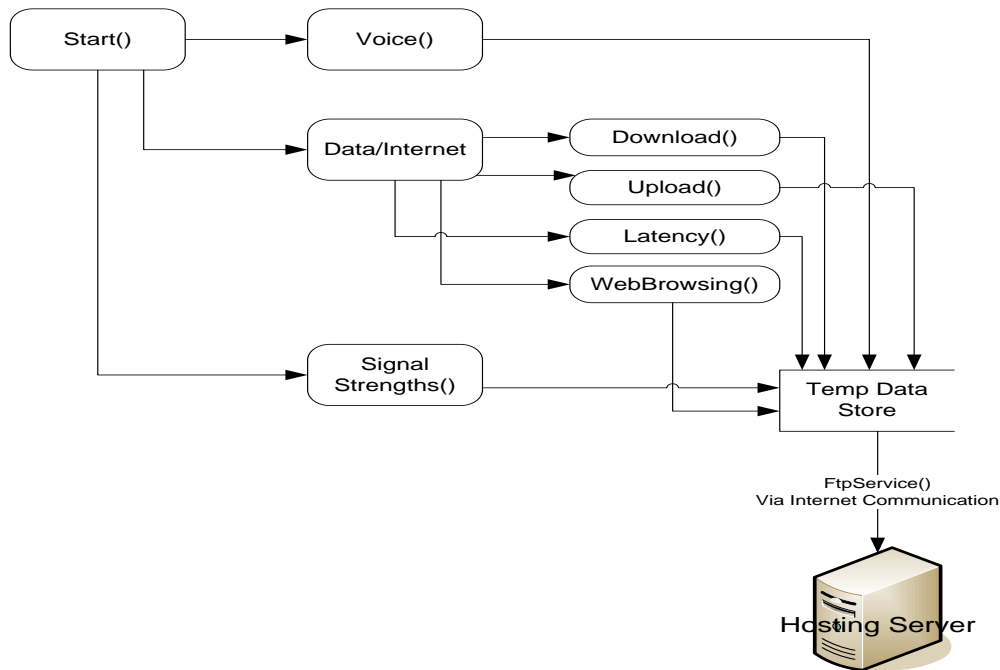 Start()
Voice()
Data/Internet
Download()
Upload()
Latency()
WebBrowsing()
Signal
Strengths()
Temp Data
Store
FtpService()
Via Internet Communication
Hosting Server